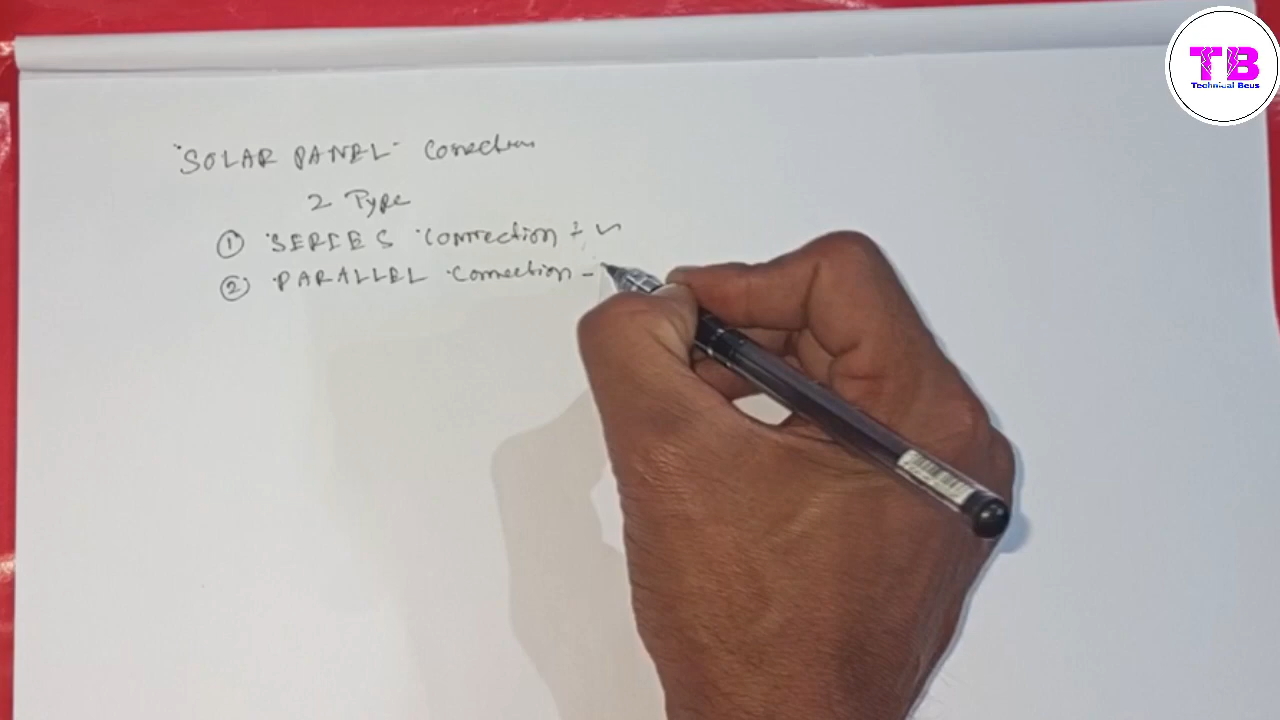 "SOLAR PANEL" Connection
2 Type
① SERIES Connection + ✓
② PARALLEL Connection -
TB
Technical Beus